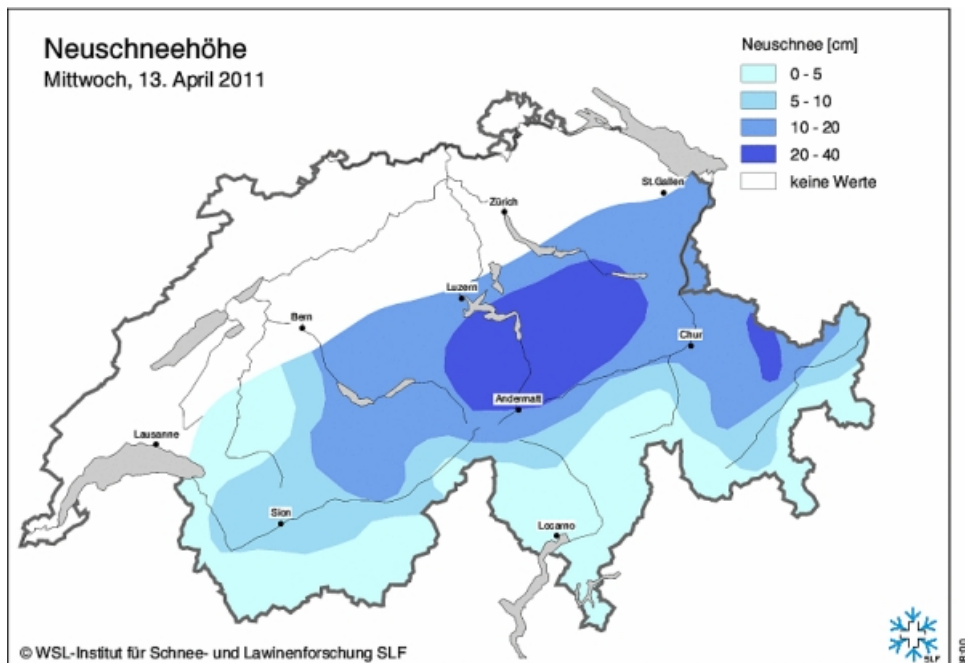 Neuschneehöhe
Mittwoch, 13. April 2011
Neuschnee [cm]
0 - 5
5 - 10
10 - 20
20 - 40
keine Werte
St.Gallen
Zürich
Luzern
Bern
Chur
Andermatt
Lausanne
Sion
Locarno
© WSL-Institut für Schnee- und Lawinenforschung SLF
SLF